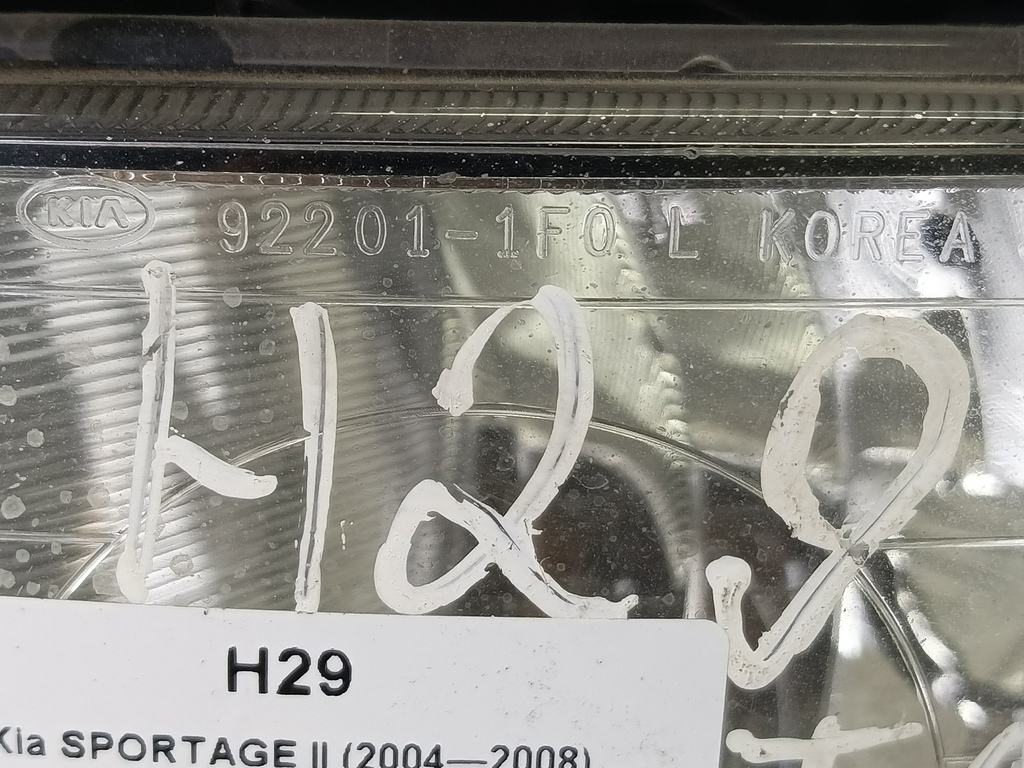 KIA 92201-1F0 L KOREA
H29
H29
Kia SPORTAGE II (2004—2008)